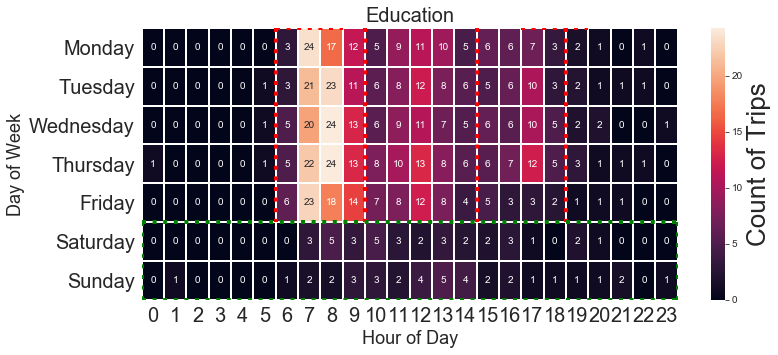 Education
Day of Week
Monday 0 0 0 0 0 0 3 24 17 12 5 9 11 10 5 6 6 7 3 2 1 0 1 0
Tuesday 0 0 0 0 0 1 3 21 23 11 6 8 12 8 6 5 6 10 4 2 1 1 1 0
Wednesday 0 0 0 0 0 1 5 20 24 13 6 9 11 7 5 6 6 10 5 2 2 0 0 1
Thursday 1 0 0 0 0 1 5 22 24 13 8 10 13 8 6 6 7 12 5 3 1 1 1 0
Friday 0 0 0 0 0 0 6 23 18 14 7 8 12 8 4 5 3 3 2 1 1 1 0 0
Saturday 0 0 0 0 0 0 0 3 5 3 5 3 2 3 2 2 3 1 0 2 1 0 0 0
Sunday 0 1 0 0 0 0 1 2 2 3 3 2 4 5 4 2 2 1 1 1 1 2 0 1
0 1 2 3 4 5 6 7 8 9 10 11 12 13 14 15 16 17 18 19 20 21 22 23
Hour of Day
20
15
10
5
0
Count of Trips